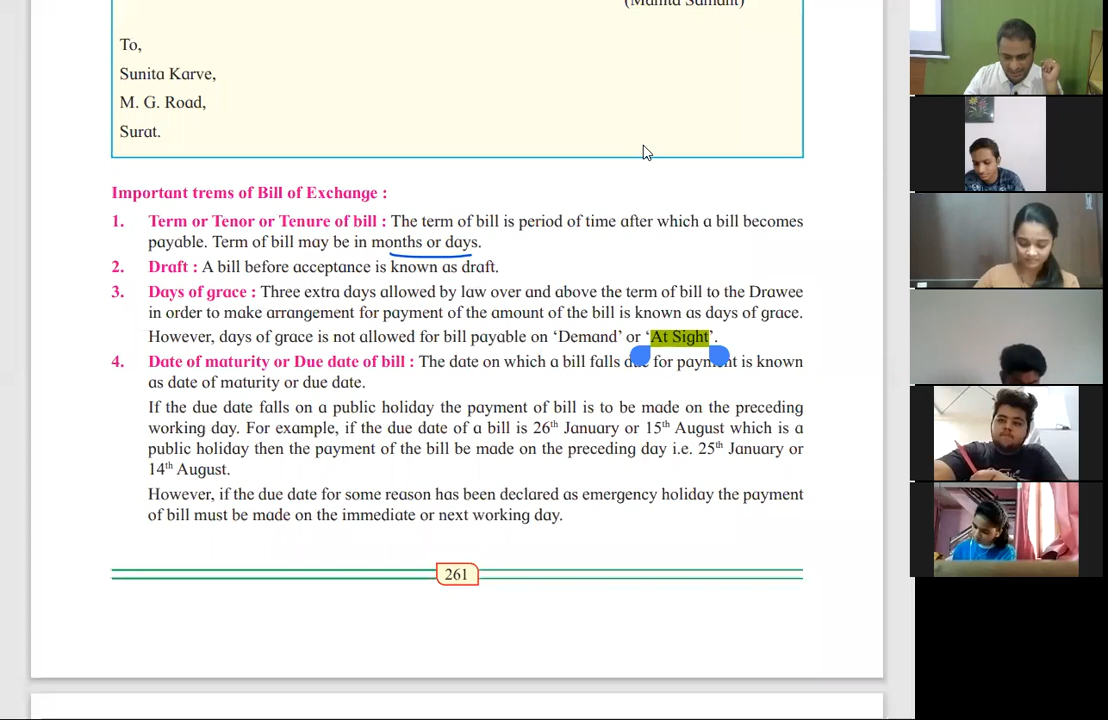 To,
Sunita Karve,
M. G. Road,
Surat.
Important trems of Bill of Exchange :
1. Term or Tenor or Tenure of bill : The term of bill is period of time after which a bill becomes
payable. Term of bill may be in months or days.
2. Draft : A bill before acceptance is known as draft.
3. Days of grace : Three extra days allowed by law over and above the term of bill to the Drawee
in order to make arrangement for payment of the amount of the bill is known as days of grace.
However, days of grace is not allowed for bill payable on ‘Demand’ or ‘At Sight’.
4. Date of maturity or Due date of bill : The date on which a bill falls due for payment is known
as date of maturity or due date.
If the due date falls on a public holiday the payment of bill is to be made on the preceding
working day. For example, if the due date of a bill is 26th January or 15th August which is a
public holiday then the payment of the bill be made on the preceding day i.e. 25th January or
14th August.
However, if the due date for some reason has been declared as emergency holiday the payment
of bill must be made on the immediate or next working day.
261